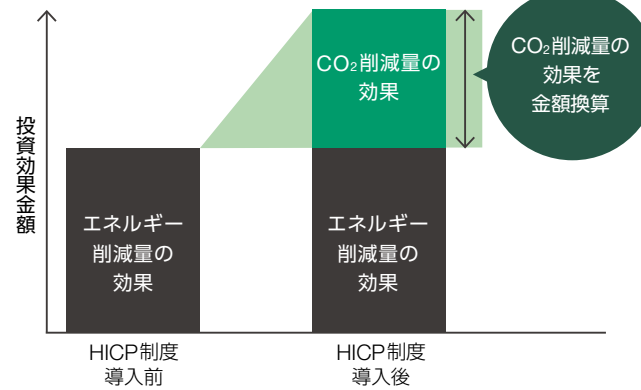 投資効果金額
CO₂削減量の
効果
CO₂削減量の
効果を
金額換算
エネルギー
削減量の
効果
エネルギー
削減量の
効果
HICP制度
導入前
HICP制度
導入後